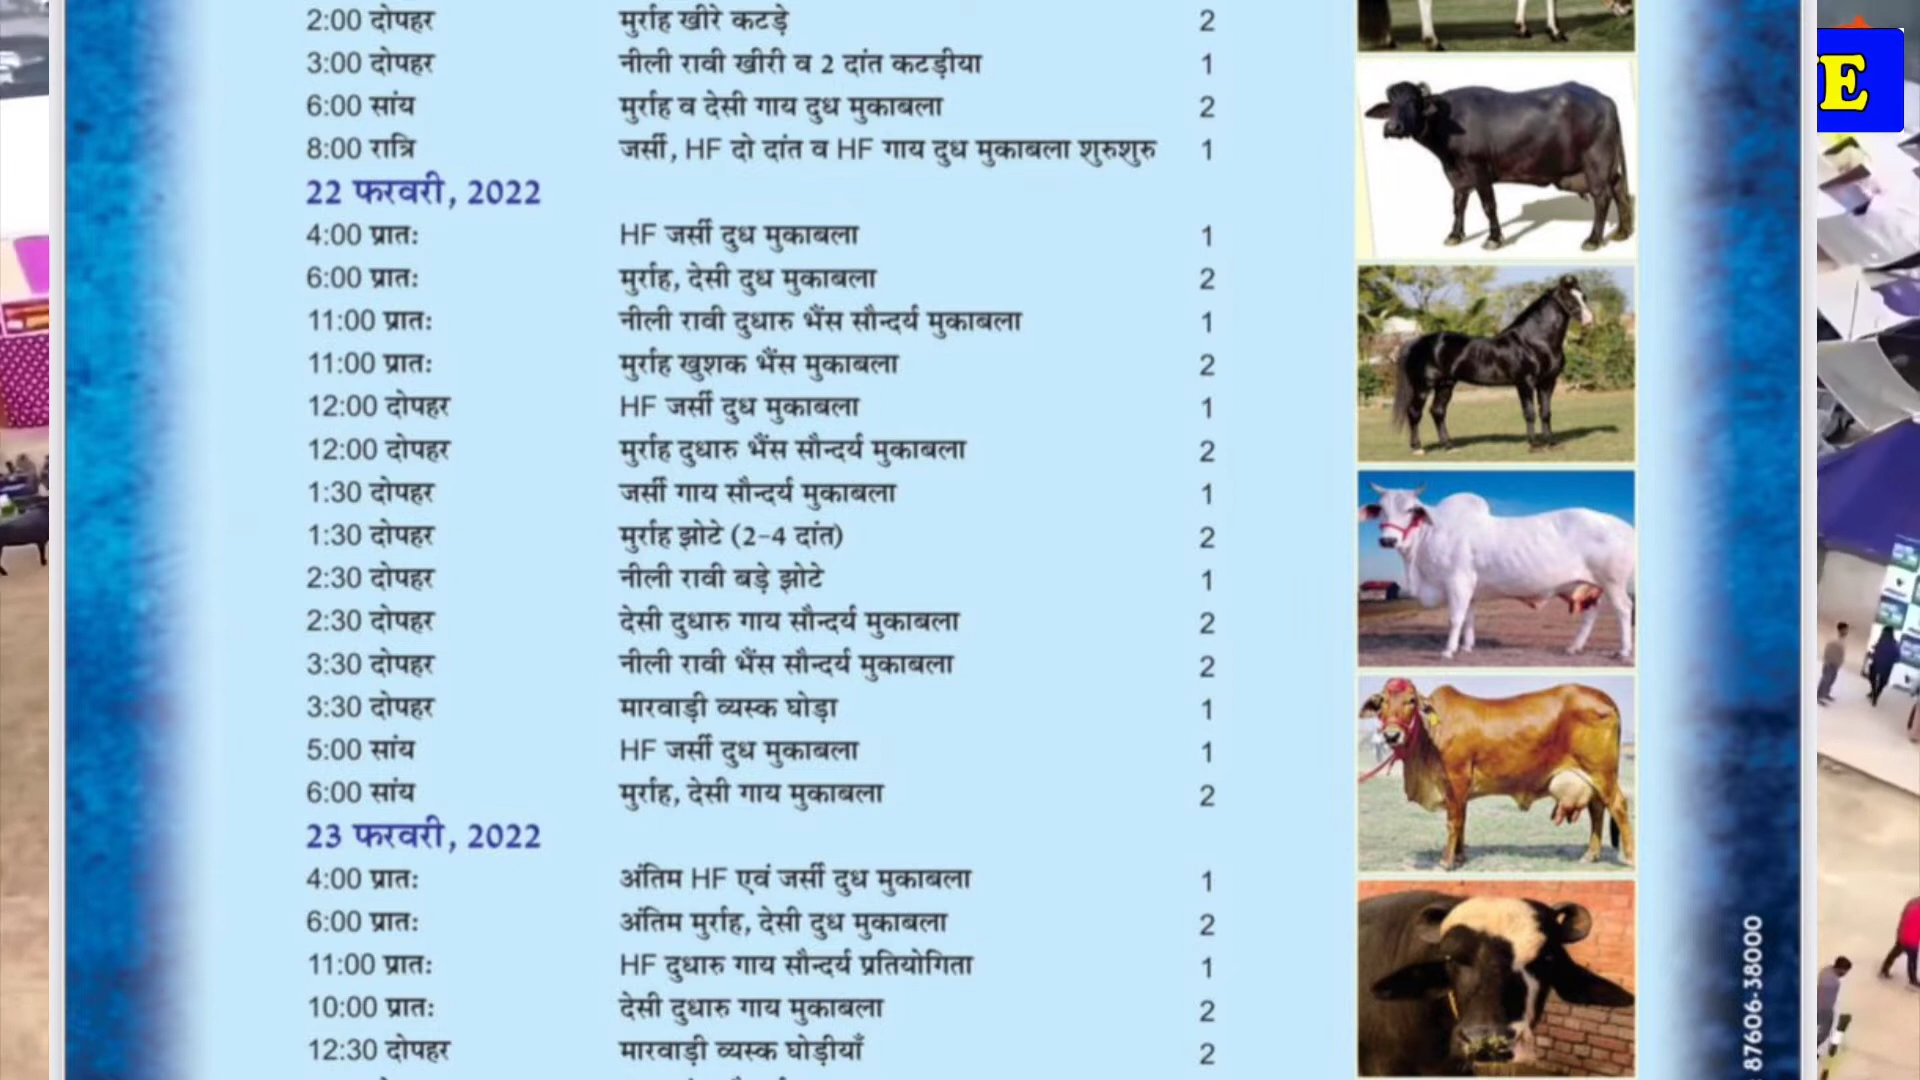 2:00 दोपहर मुर्राह खीरे कटड़े 2
3:00 दोपहर नीली रावी खीरी व 2 दांत कटड़ीया 1
6:00 सांय मुर्राह व देसी गाय दुध मुकाबला 2
8:00 रात्रि जर्सी, HF दो दांत व HF गाय दुध मुकाबला शुरुशुरु 1
22 फरवरी, 2022
4:00 प्रातः HF जर्सी दुध मुकाबला 1
6:00 प्रातः मुर्राह, देसी दुध मुकाबला 2
11:00 प्रातः नीली रावी दुधारु भैंस सौन्दर्य मुकाबला 1
11:00 प्रातः मुर्राह खुशक भैंस मुकाबला 2
12:00 दोपहर HF जर्सी दुध मुकाबला 1
12:00 दोपहर मुर्राह दुधारु भैंस सौन्दर्य मुकाबला 2
1:30 दोपहर जर्सी गाय सौन्दर्य मुकाबला 1
1:30 दोपहर मुर्राह झोटे (2-4 दांत) 2
2:30 दोपहर नीली रावी बड़े झोटे 1
2:30 दोपहर देसी दुधारु गाय सौन्दर्य मुकाबला 2
3:30 दोपहर नीली रावी भैंस सौन्दर्य मुकाबला 2
3:30 दोपहर मारवाड़ी व्यस्क घोड़ा 1
5:00 सांय HF जर्सी दुध मुकाबला 1
6:00 सांय मुर्राह, देसी गाय मुकाबला 2
23 फरवरी, 2022
4:00 प्रातः अंतिम HF एवं जर्सी दुध मुकाबला 1
6:00 प्रातः अंतिम मुर्राह, देसी दुध मुकाबला 2
11:00 प्रातः HF दुधारु गाय सौन्दर्य प्रतियोगिता 1
10:00 प्रातः देसी दुधारु गाय मुकाबला 2
12:30 दोपहर मारवाड़ी व्यस्क घोड़ीयाँ 2
87606-38000
E